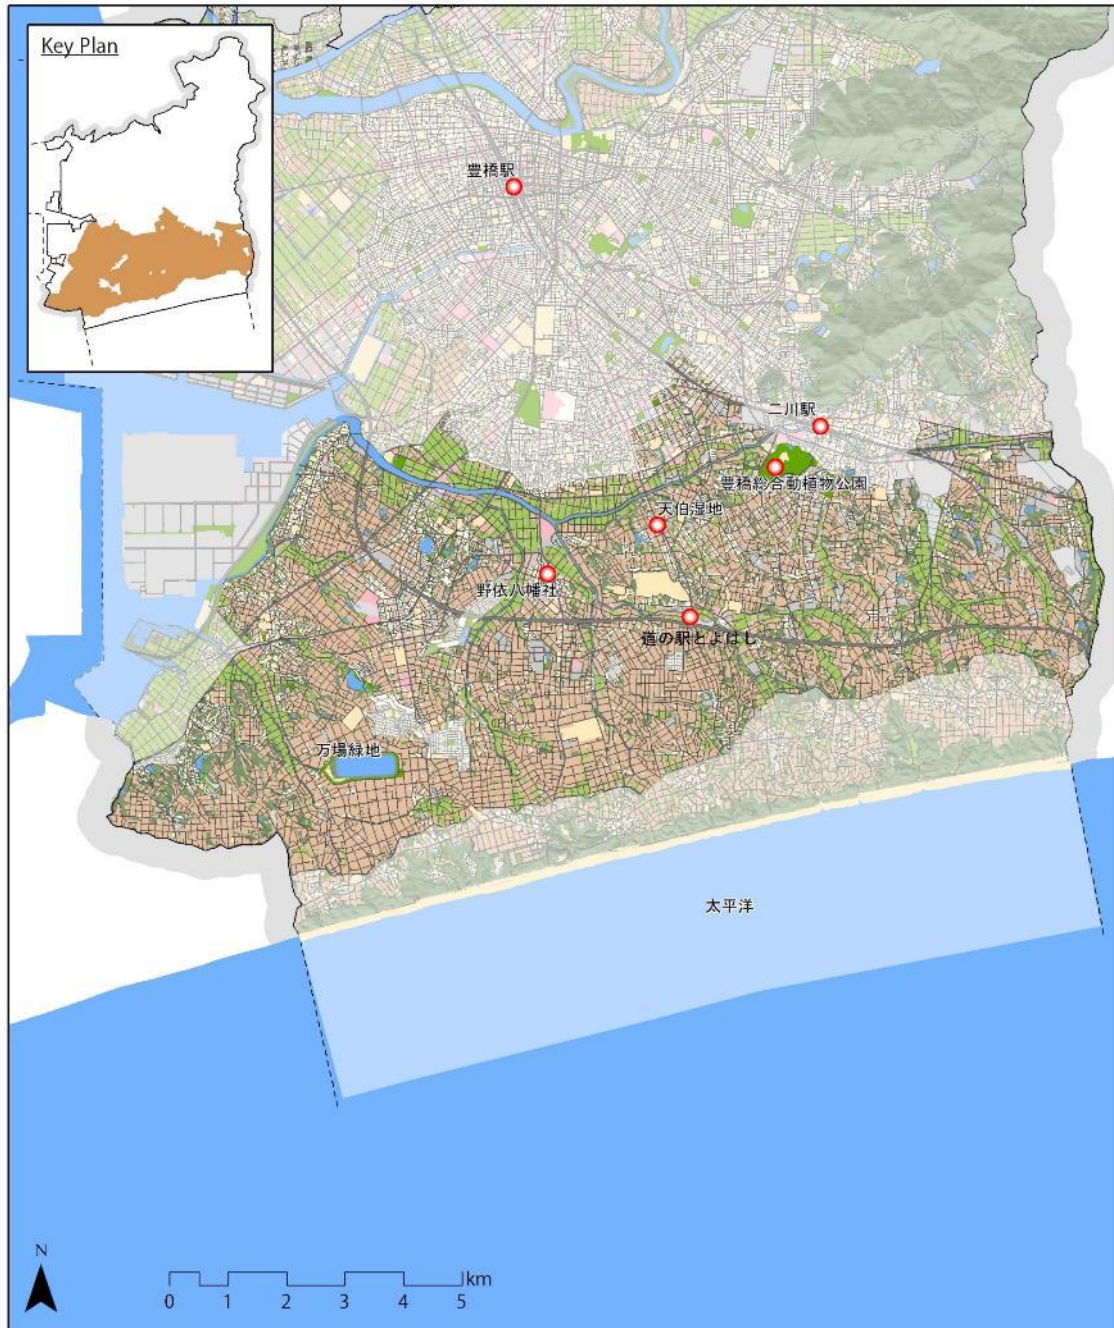 Key Plan
豊橋駅
二川駅
豊橋総合動植物公園
天伯湿地
野依八幡社
道の駅とよはし
万場緑地
太平洋
N
km
0 1 2 3 4 5